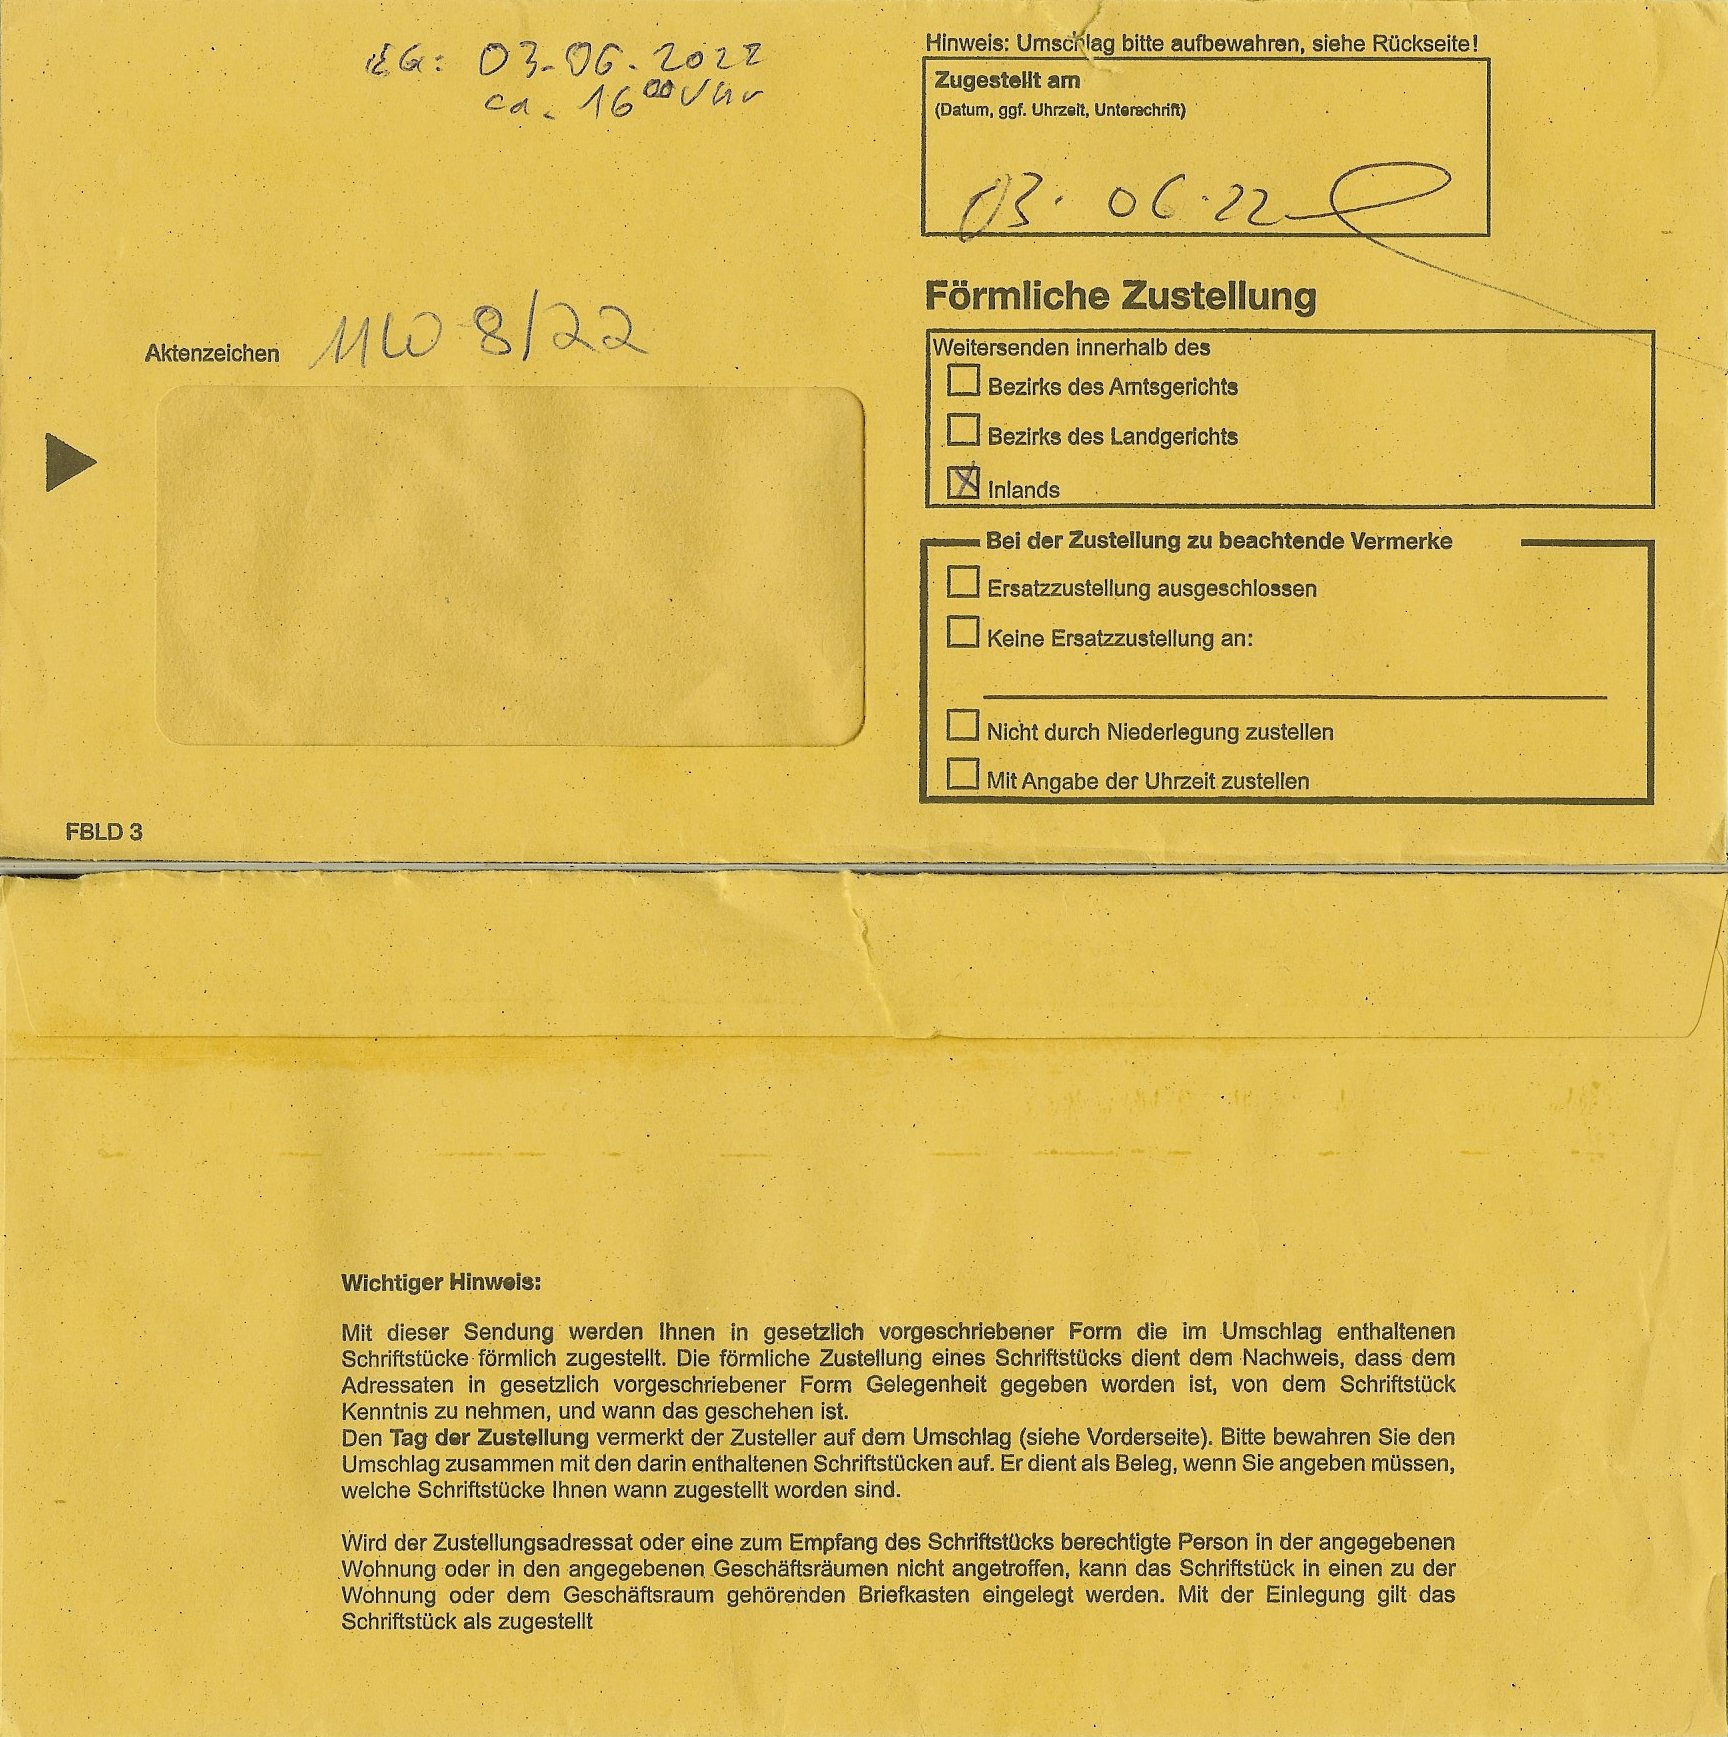 EG: 03.06.2022
ca. 16 00 Uhr
Hinweis: Umschlag bitte aufbewahren, siehe Rückseite!
Zugestellt am
(Datum, ggf. Uhrzeit, Unterschrift)
03. 06.22
Förmliche Zustellung
Aktenzeichen 11W 8/22
Weitersenden innerhalb des
Bezirks des Amtsgerichts
Bezirks des Landgerichts
X Inlands
Bei der Zustellung zu beachtende Vermerke
Ersatzzustellung ausgeschlossen
Keine Ersatzzustellung an:
Nicht durch Niederlegung zustellen
Mit Angabe der Uhrzeit zustellen
FBLD 3
Wichtiger Hinweis:
Mit dieser Sendung werden Ihnen in gesetzlich vorgeschriebener Form die im Umschlag enthaltenen
Schriftstücke förmlich zugestellt. Die förmliche Zustellung eines Schriftstücks dient dem Nachweis, dass dem
Adressaten in gesetzlich vorgeschriebener Form Gelegenheit gegeben worden ist, von dem Schriftstück
Kenntnis zu nehmen, und wann das geschehen ist.
Den Tag der Zustellung vermerkt der Zusteller auf dem Umschlag (siehe Vorderseite). Bitte bewahren Sie den
Umschlag zusammen mit den darin enthaltenen Schriftstücken auf. Er dient als Beleg, wenn Sie angeben müssen,
welche Schriftstücke Ihnen wann zugestellt worden sind.
Wird der Zustellungsadressat oder eine zum Empfang des Schriftstücks berechtigte Person in der angegebenen
Wohnung oder in den angegebenen Geschäftsräumen nicht angetroffen, kann das Schriftstück in einen zu der
Wohnung oder dem Geschäftsraum gehörenden Briefkasten eingelegt werden. Mit der Einlegung gilt das
Schriftstück als zugestellt